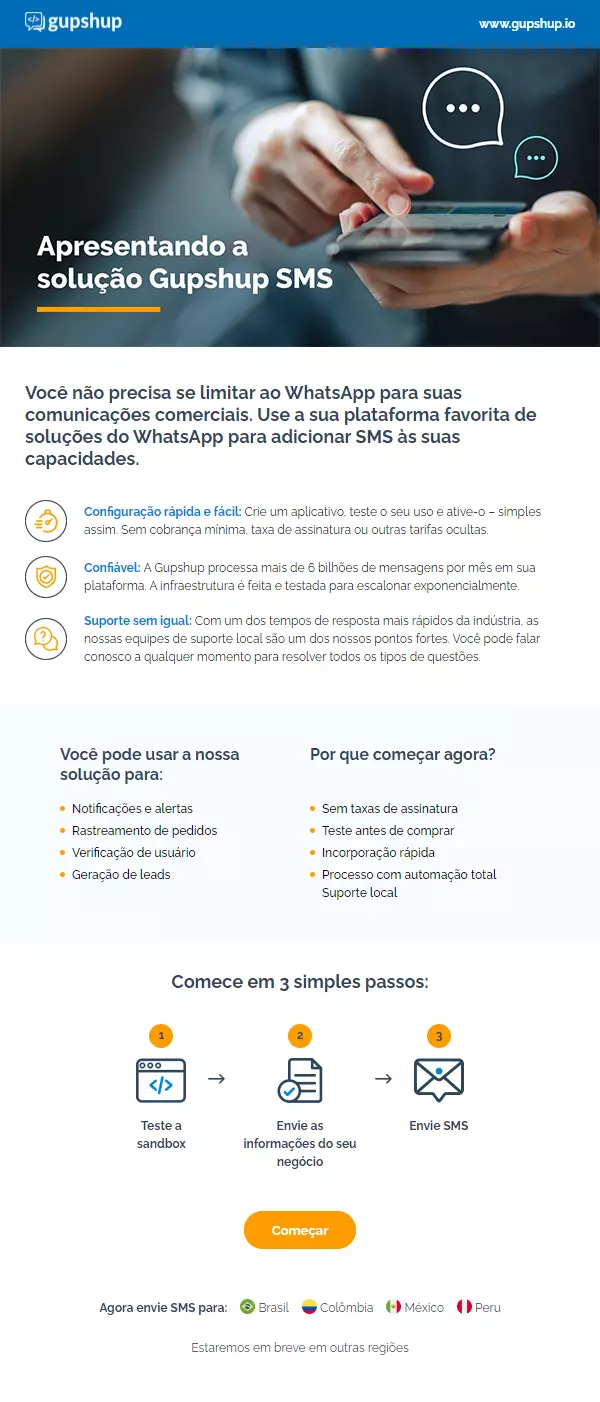 gupshup
www.gupshup.io
Apresentando a
solução Gupshup SMS
Você não precisa se limitar ao WhatsApp para suas
comunicações comerciais. Use a sua plataforma favorita de
soluções do WhatsApp para adicionar SMS às suas
capacidades.
Configuração rápida e fácil: Crie um aplicativo, teste o seu uso e ative-o – simples
assim. Sem cobrança mínima, taxa de assinatura ou outras tarifas ocultas.
Confiável: A Gupshup processa mais de 6 bilhões de mensagens por mês em sua
plataforma. A infraestrutura é feita e testada para escalonar exponencialmente.
Suporte sem igual: Com um dos tempos de resposta mais rápidos da indústria, as
nossas equipes de suporte local são um dos nossos pontos fortes. Você pode falar
conosco a qualquer momento para resolver todos os tipos de questões.
Você pode usar a nossa
solução para:
Notificações e alertas
Rastreamento de pedidos
Verificação de usuário
Geração de leads
Por que começar agora?
Sem taxas de assinatura
Teste antes de comprar
Incorporação rápida
Processo com automação total
Suporte local
Comece em 3 simples passos:
1
2
3
Teste a
sandbox
Envie as
informações do seu
negócio
Envie SMS
Começar
Agora envie SMS para: Brasil Colômbia México Peru
Estaremos em breve em outras regiões